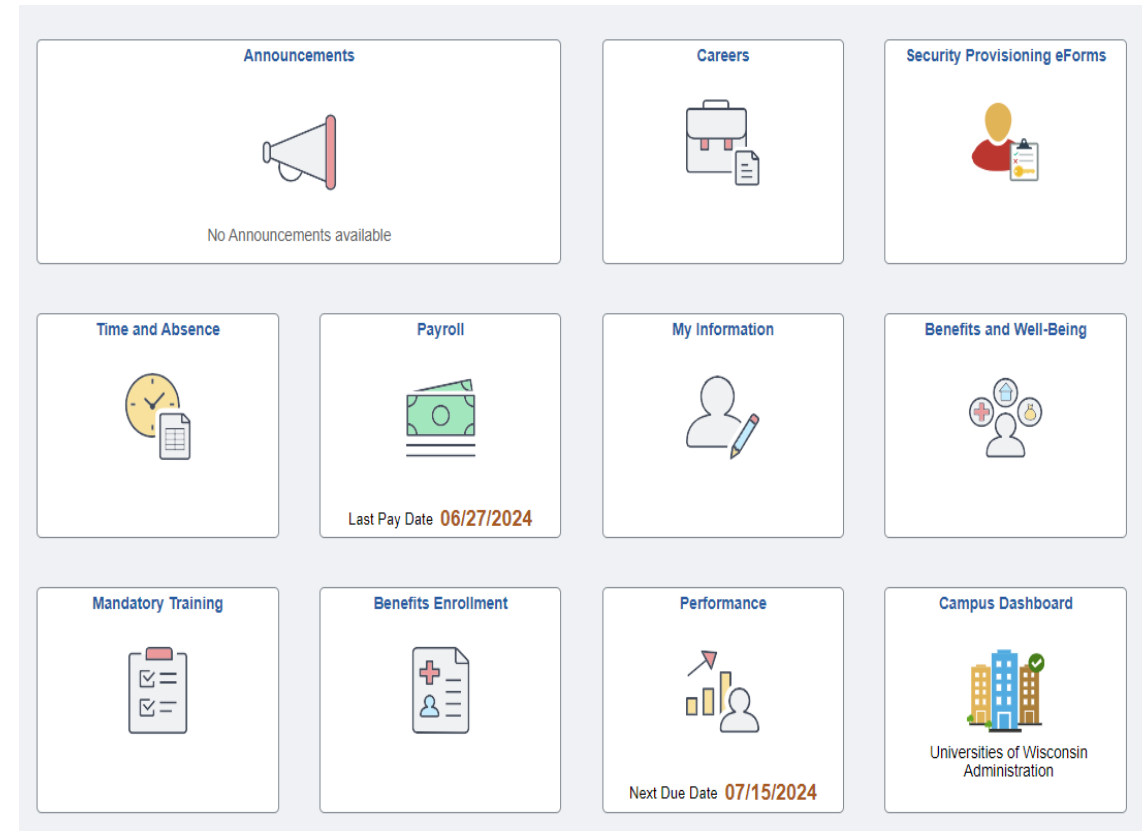 Announcements
No Announcements available
Careers
Security Provisioning eForms
Time and Absence
Payroll
Last Pay Date 06/27/2024
My Information
Benefits and Well-Being
Mandatory Training
Benefits Enrollment
Performance
Next Due Date 07/15/2024
Campus Dashboard
Universities of Wisconsin
Administration